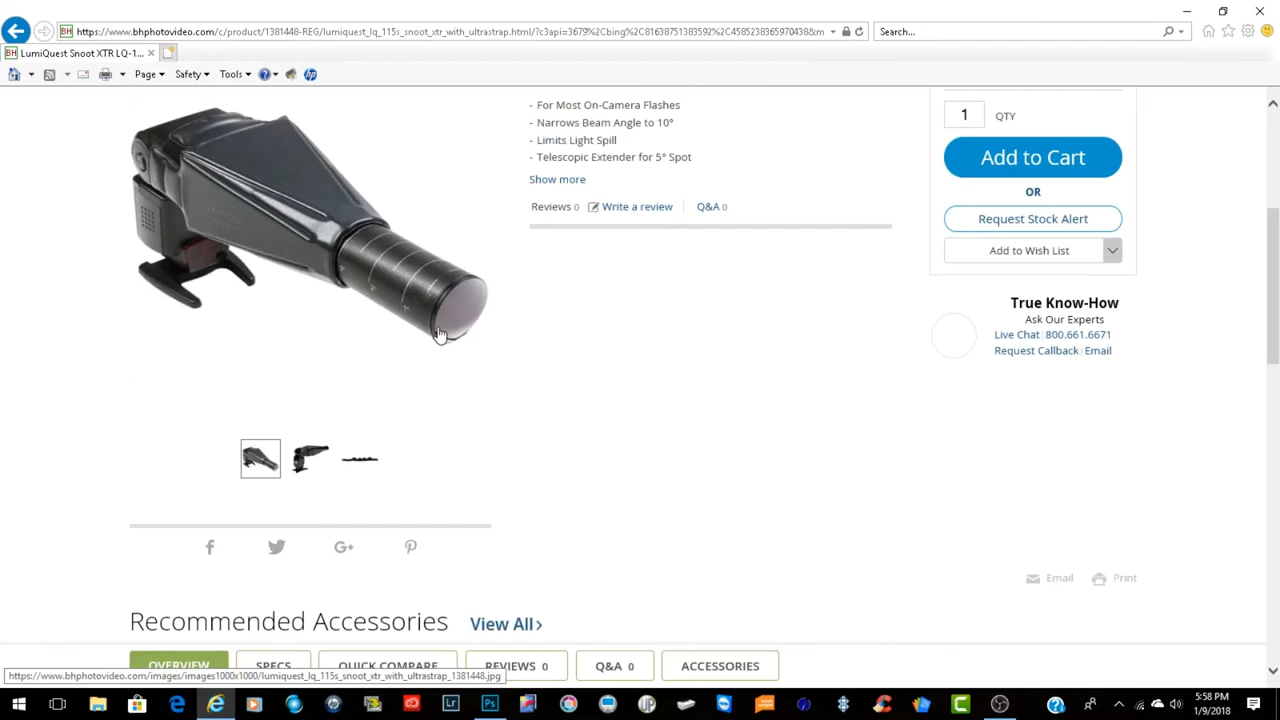 https://www.bhphotovideo.com/c/product/1381448-REG/lumiquest_lq_115s_snoot_xtr_with_ultrastrap.html/?c3api=3679%2Cbing%2C81638751383592%2C4585238365970438&cm
Search...
LumiQuest Snoot XTR LQ-1...
Page
Safety
Tools
- For Most On-Camera Flashes
- Narrows Beam Angle to 10°
- Limits Light Spill
- Telescopic Extender for 5° Spot
Show more
Reviews 0
Write a review
Q&A 0
1
QTY
Add to Cart
OR
Request Stock Alert
Add to Wish List
True Know-How
Ask Our Experts
Live Chat
800.661.6671
Request Callback
Email
Email
Print
Recommended Accessories
View All
OVERVIEW
SPECS
QUICK COMPARE
REVIEWS 0
Q&A 0
ACCESSORIES
https://www.bhphotovideo.com/images/images1000x1000/lumiquest_lq_115s_snoot_xtr_with_ultrastrap_1381448.jpg
5:58 PM
1/9/2018